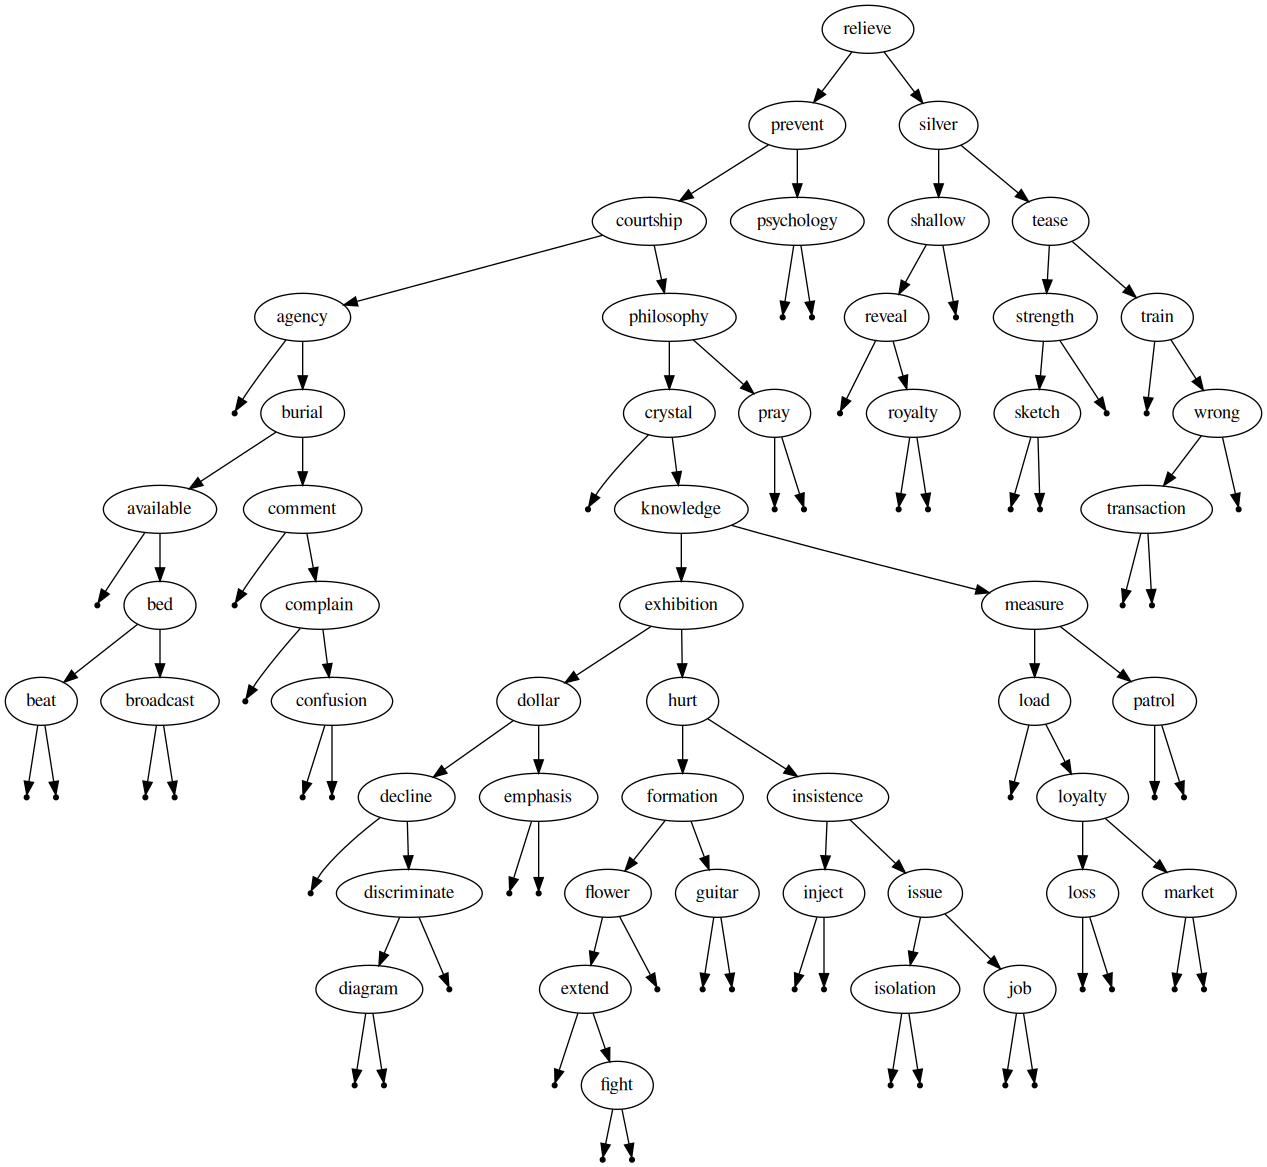 relieve
prevent silver
courtship psychology shallow tease
agency philosophy reveal strength train
burial crystal pray royalty sketch wrong
available comment knowledge transaction
bed complain exhibition measure
beat broadcast confusion dollar hurt load patrol
decline emphasis formation insistence loyalty
discriminate flower guitar inject issue loss market
diagram extend isolation job
fight